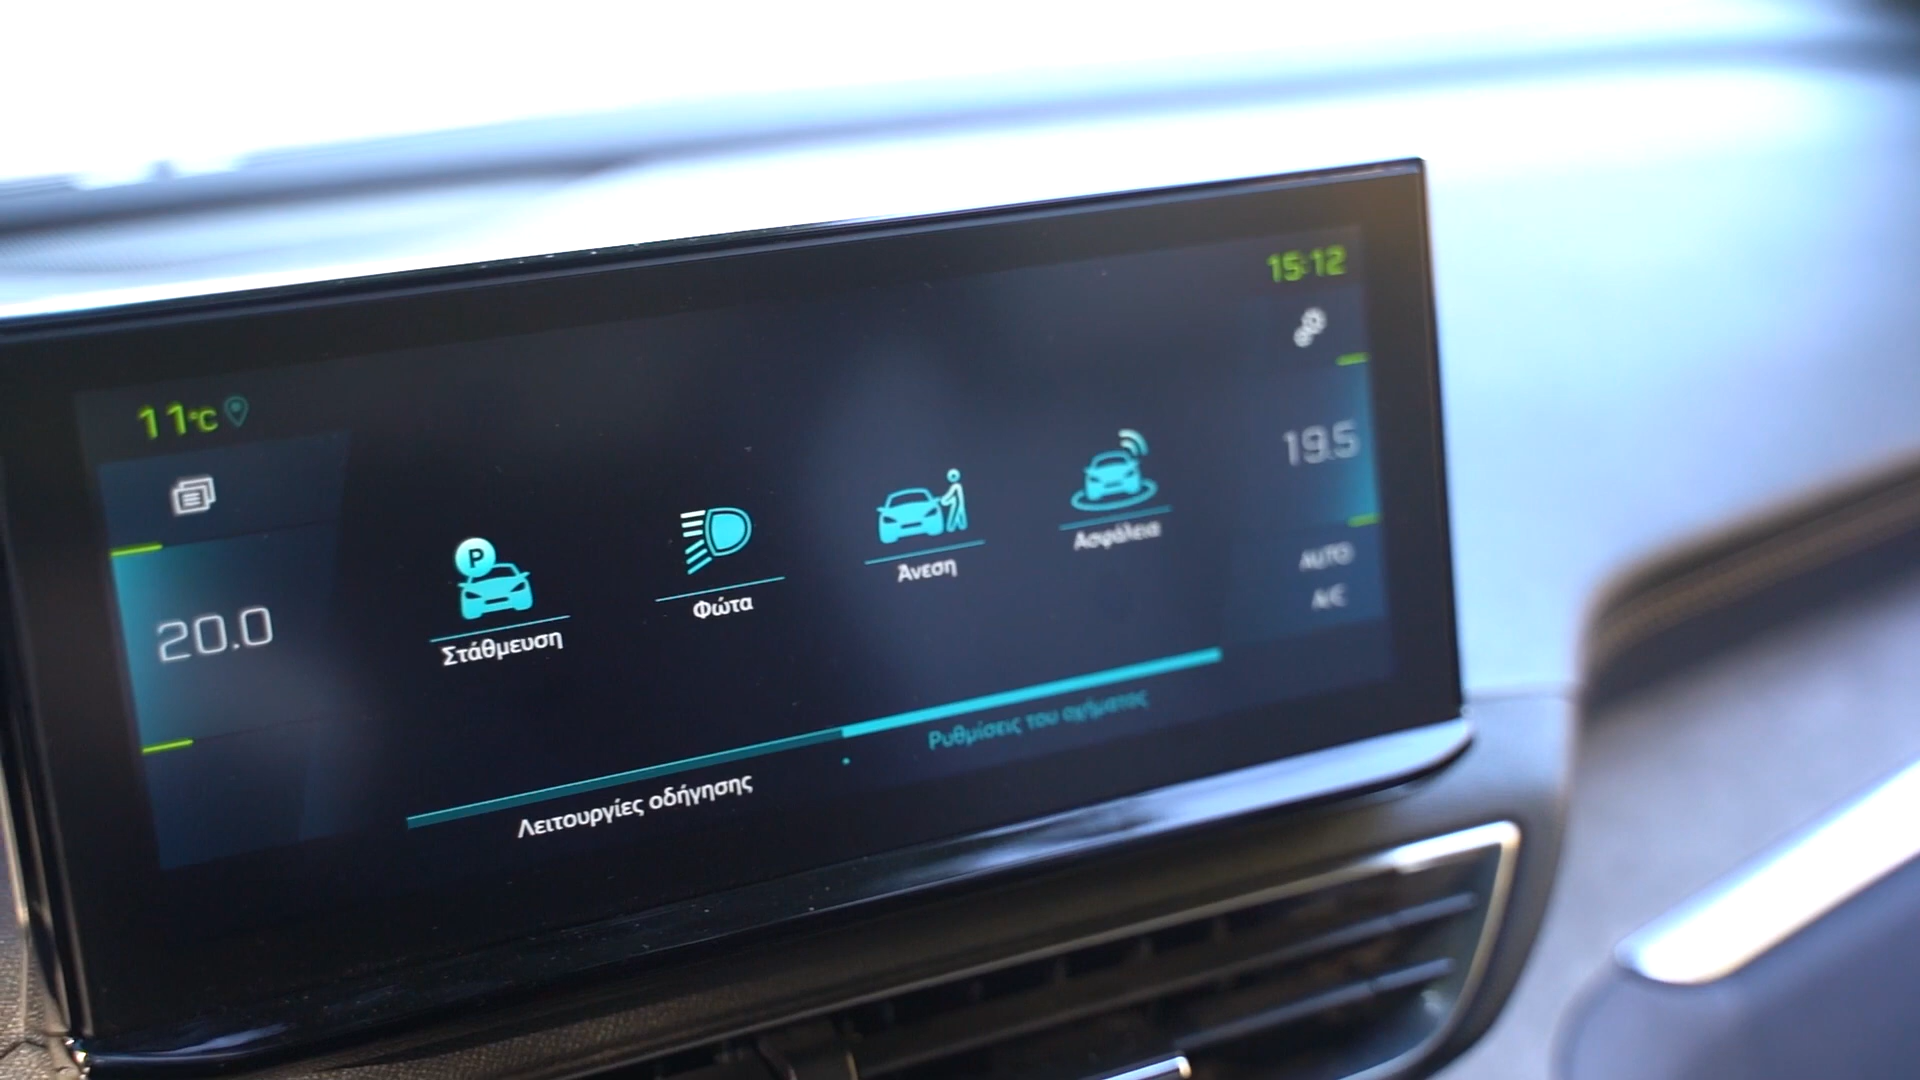 15:12
11°C
19.5
20.0
P
Στάθμευση
Φώτα
Άνεση
Ασφάλεια
AUTO
A/C
Λειτουργίες οδήγησης
Ρυθμίσεις του οχήματος